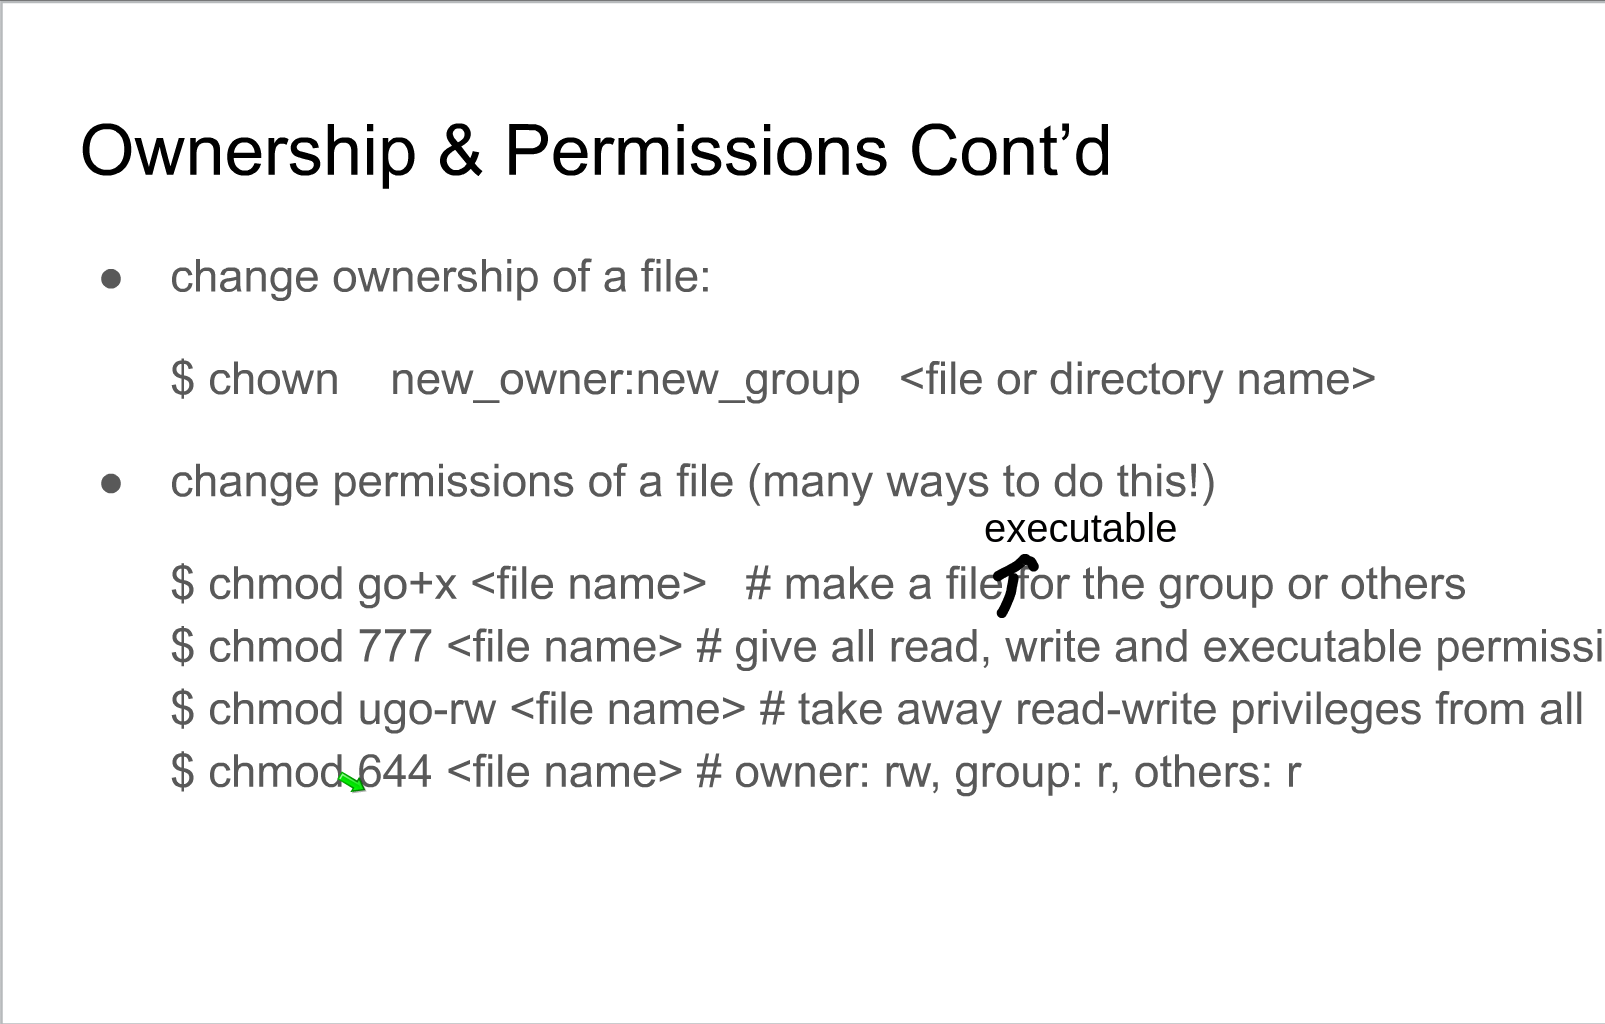 Ownership & Permissions Cont’d
● change ownership of a file:
$ chown new_owner:new_group <file or directory name>
● change permissions of a file (many ways to do this!)
executable
$ chmod go+x <file name> # make a file for the group or others
$ chmod 777 <file name> # give all read, write and executable permissi
$ chmod ugo-rw <file name> # take away read-write privileges from all
$ chmod 644 <file name> # owner: rw, group: r, others: r